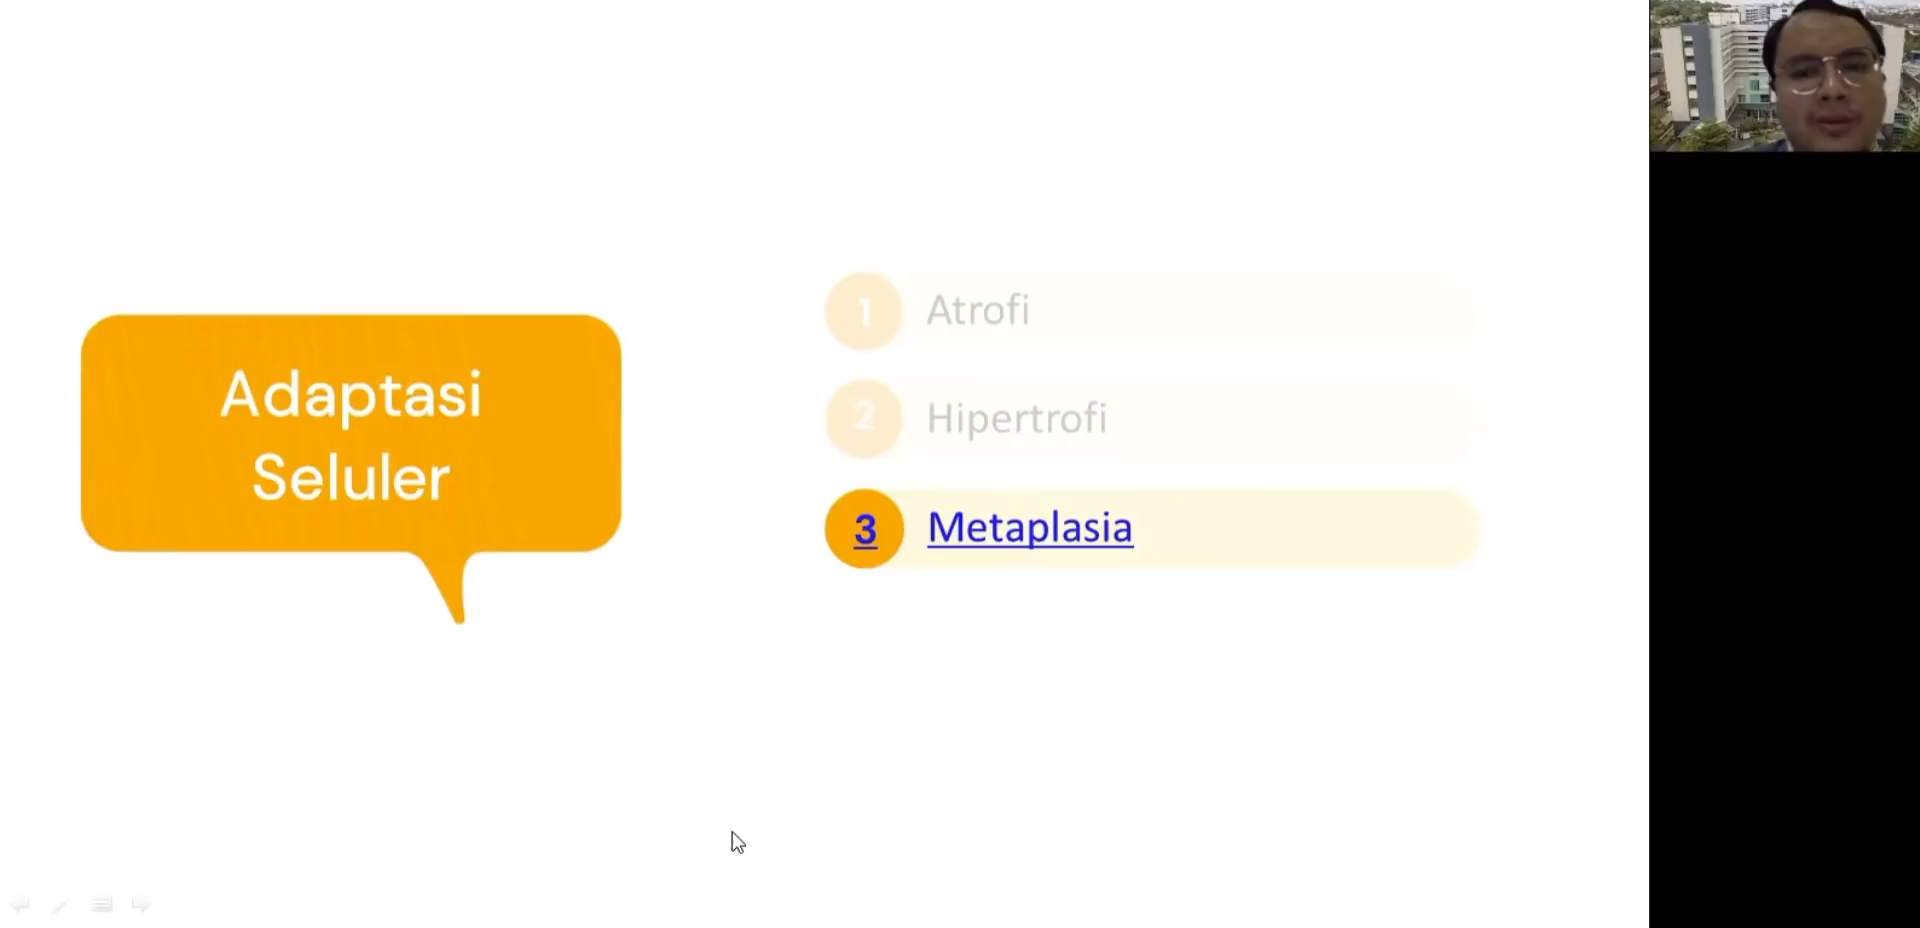 Adaptasi
Seluler
1 Atrofi
2 Hipertrofi
3 Metaplasia